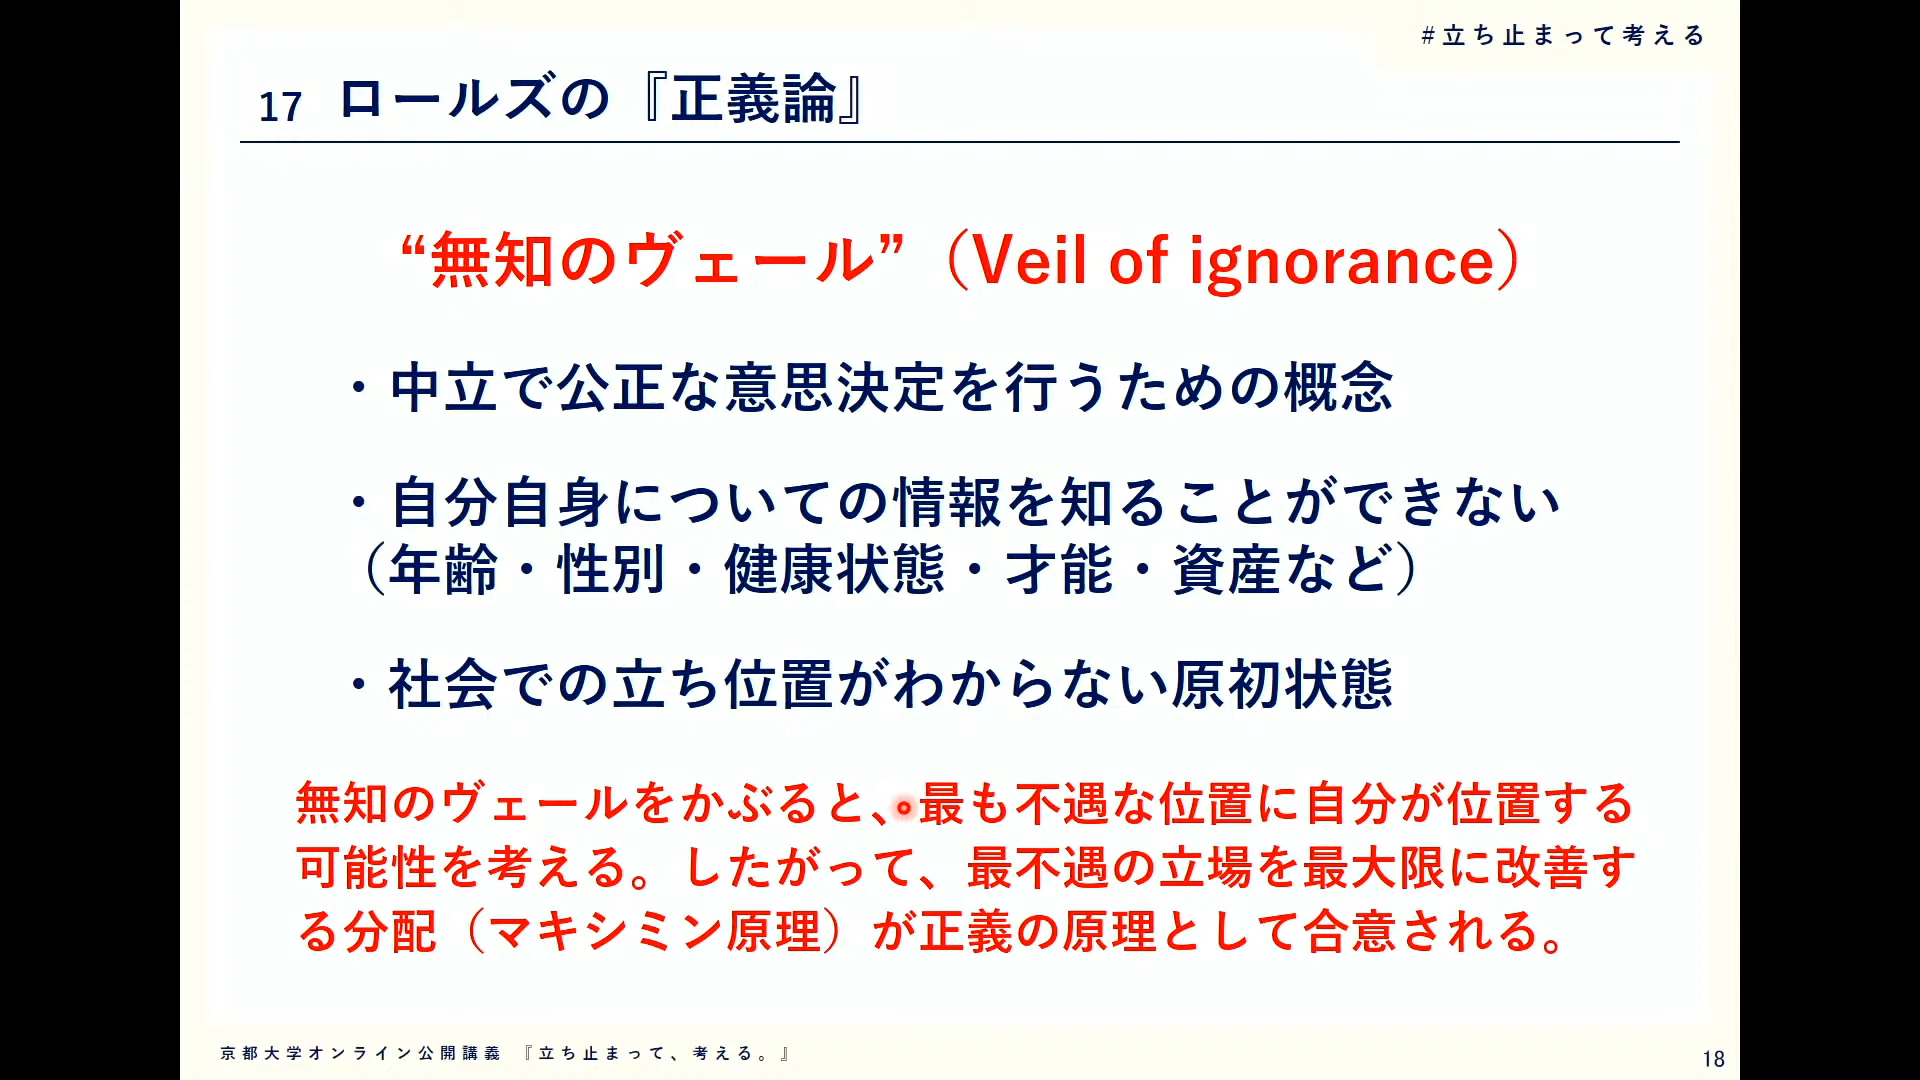 #立ち止まって考える
17 ロールズの『正義論』
“無知のヴェール”（Veil of ignorance）
・中立で公正な意思決定を行うための概念
・自分自身についての情報を知ることができない
（年齢・性別・健康状態・才能・資産など）
・社会での立ち位置がわからない原初状態
無知のヴェールをかぶると、最も不遇な位置に自分が位置する
可能性を考える。したがって、最不遇の立場を最大限に改善す
る分配（マキシミン原理）が正義の原理として合意される。
京都大学オンライン公開講義 『立ち止まって、考える。』
18